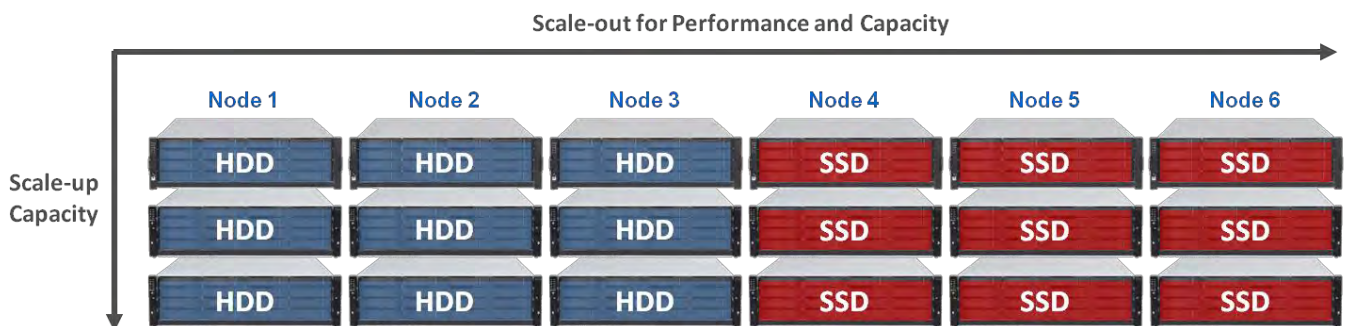 Scale-out for Performance and Capacity
Node 1 Node 2 Node 3 Node 4 Node 5 Node 6
HDD HDD HDD SSD SSD SSD
Scale-up
Capacity
HDD HDD HDD SSD SSD SSD
HDD HDD HDD SSD SSD SSD